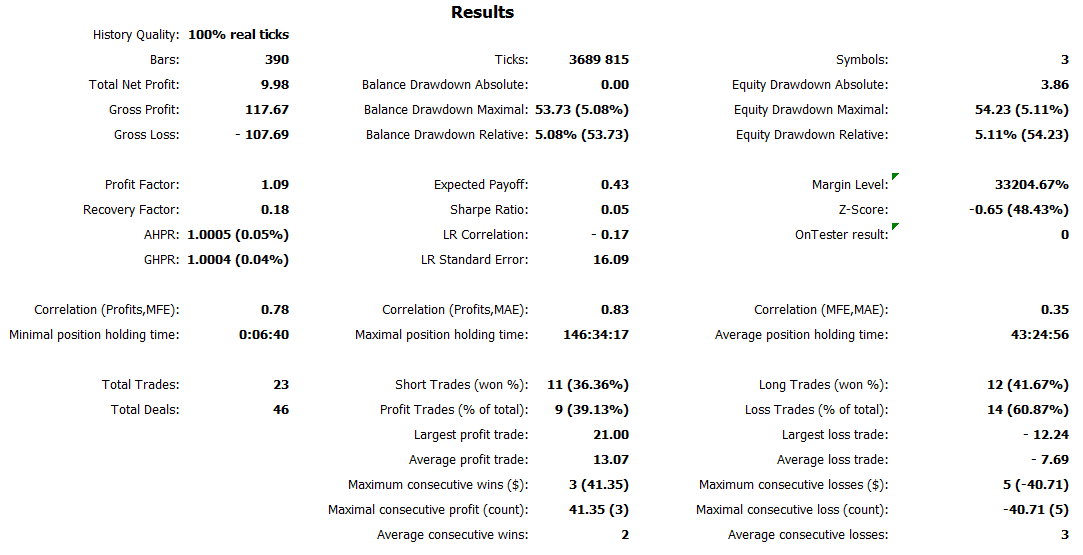 Results
History Quality: 100% real ticks
Bars: 390 Ticks: 3689 815 Symbols: 3
Total Net Profit: 9.98 Balance Drawdown Absolute: 0.00 Equity Drawdown Absolute: 3.86
Gross Profit: 117.67 Balance Drawdown Maximal: 53.73 (5.08%) Equity Drawdown Maximal: 54.23 (5.11%)
Gross Loss: - 107.69 Balance Drawdown Relative: 5.08% (53.73) Equity Drawdown Relative: 5.11% (54.23)
Profit Factor: 1.09 Expected Payoff: 0.43 Margin Level: 33204.67%
Recovery Factor: 0.18 Sharpe Ratio: 0.05 Z-Score: -0.65 (48.43%)
AHPR: 1.0005 (0.05%) LR Correlation: - 0.17 OnTester result: 0
GHPR: 1.0004 (0.04%) LR Standard Error: 16.09
Correlation (Profits,MFE): 0.78 Correlation (Profits,MAE): 0.83 Correlation (MFE,MAE): 0.35
Minimal position holding time: 0:06:40 Maximal position holding time: 146:34:17 Average position holding time: 43:24:56
Total Trades: 23 Short Trades (won %): 11 (36.36%) Long Trades (won %): 12 (41.67%)
Total Deals: 46 Profit Trades (% of total): 9 (39.13%) Loss Trades (% of total): 14 (60.87%)
Largest profit trade: 21.00 Largest loss trade: - 12.24
Average profit trade: 13.07 Average loss trade: - 7.69
Maximum consecutive wins ($): 3 (41.35) Maximum consecutive losses ($): 5 (-40.71)
Maximal consecutive profit (count): 41.35 (3) Maximal consecutive loss (count): -40.71 (5)
Average consecutive wins: 2 Average consecutive losses: 3